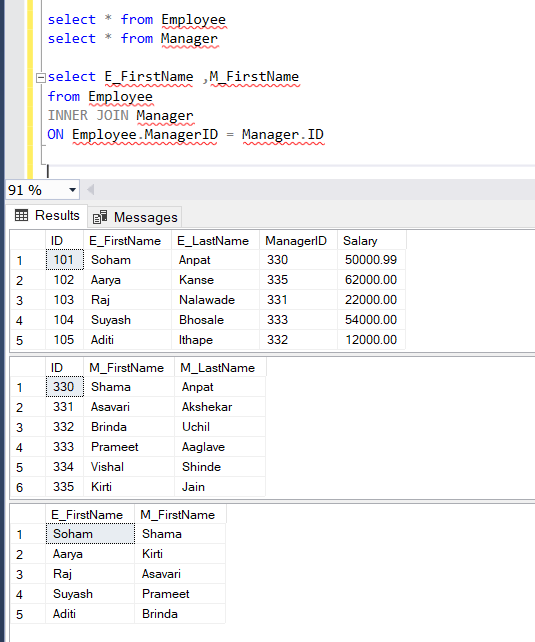 select * from Employee
select * from Manager
select E_FirstName ,M_FirstName
from Employee
INNER JOIN Manager
ON Employee.ManagerID = Manager.ID
91 %
Results Messages
ID E_FirstName E_LastName ManagerID Salary
1 101 Soham Anpat 330 50000.99
2 102 Aarya Kanse 335 62000.00
3 103 Raj Nalawade 331 22000.00
4 104 Suyash Bhosale 333 54000.00
5 105 Aditi Ithape 332 12000.00
ID M_FirstName M_LastName
1 330 Shama Anpat
2 331 Asavari Akshekar
3 332 Brinda Uchil
4 333 Prameet Aaglave
5 334 Vishal Shinde
6 335 Kirti Jain
E_FirstName M_FirstName
1 Soham Shama
2 Aarya Kirti
3 Raj Asavari
4 Suyash Prameet
5 Aditi Brinda